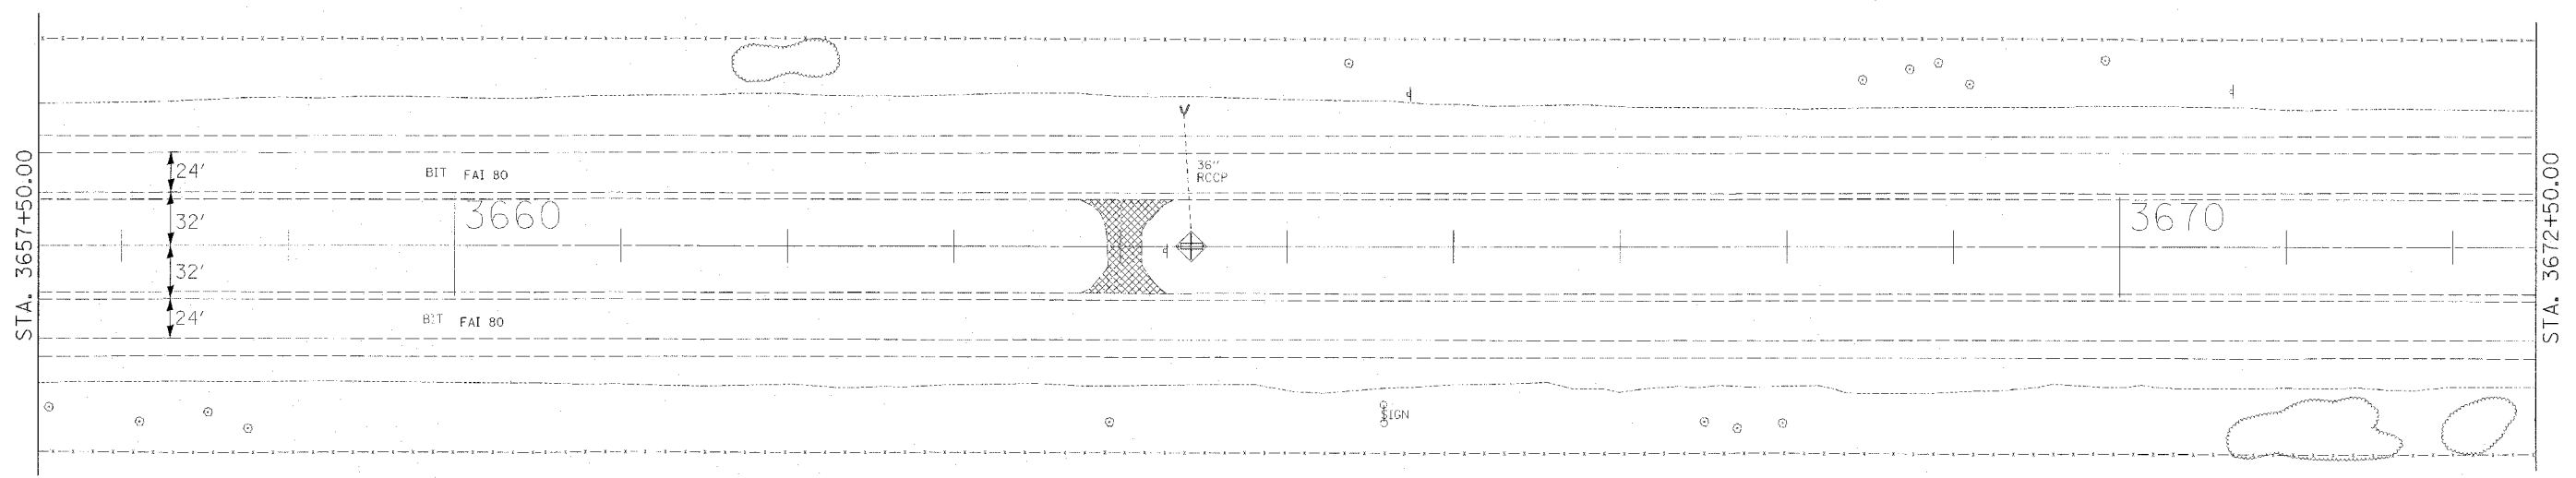 STA. 3657+50.00
24'
BIT FAI 80
32'
3660
32'
24'
BIT FAI 80
36"
RCCP
3670
SIGN
STA. 3672+50.00